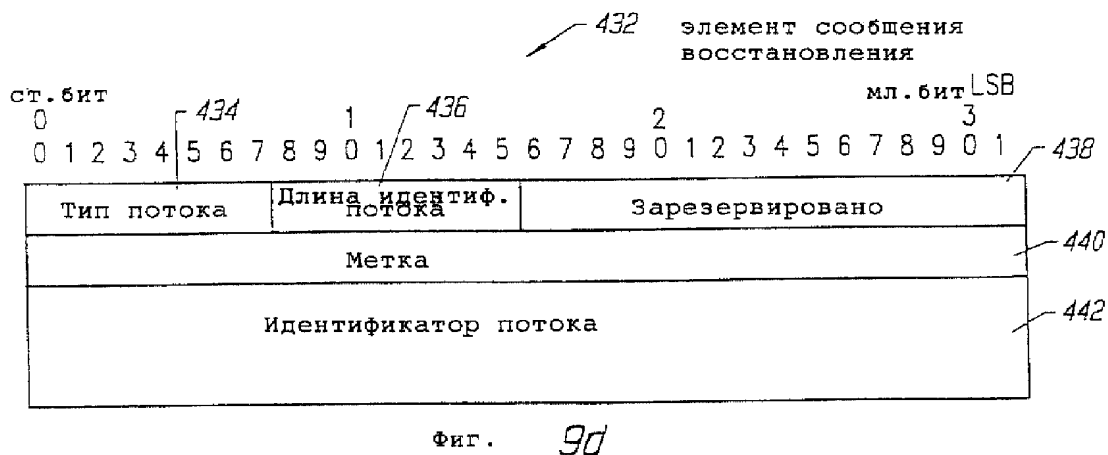 432 элемент сообщения
восстановления
ст.бит 434 436 мл.бит LSB
0 1 2 3
0 1 2 3 4 5 6 7 8 9 0 1 2 3 4 5 6 7 8 9 0 1 2 3 4 5 6 7 8 9 0 1 438
Тип потока Длина идентиф. потока Зарезервировано
Метка 440
Идентификатор потока 442
Фиг. 9d